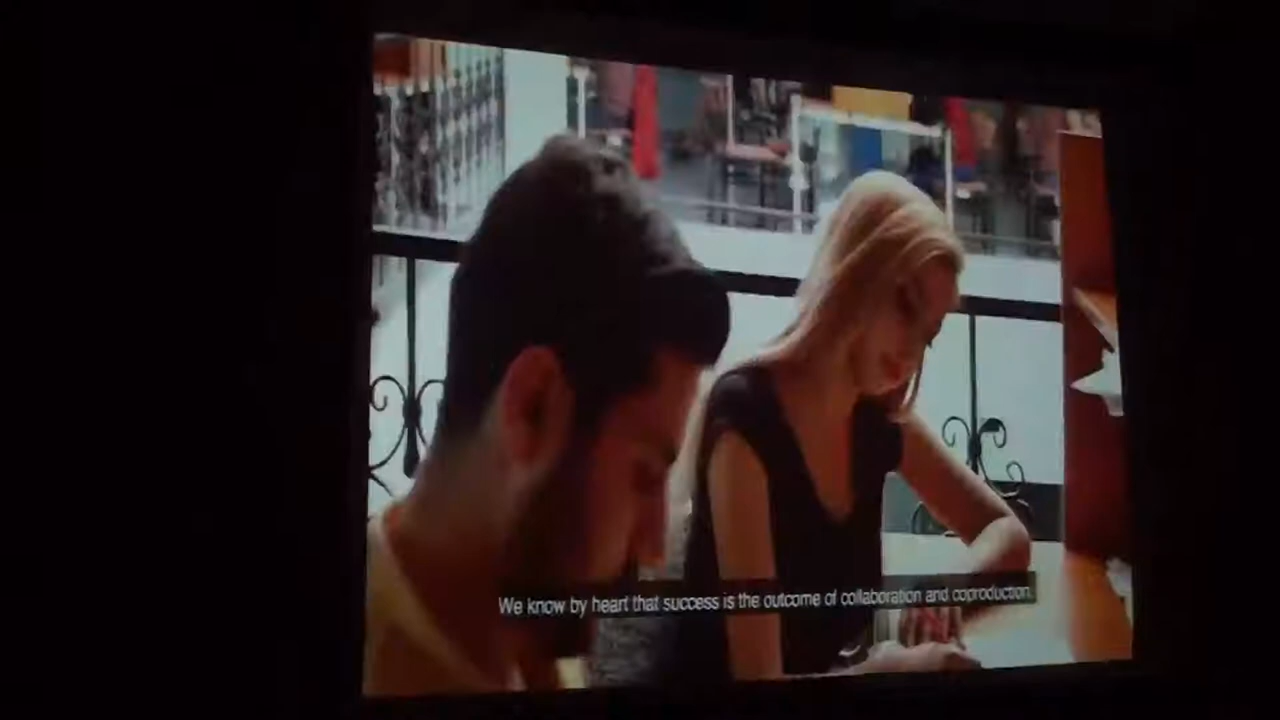 We know by heart that success is the outcome of collaboration and coproduction.